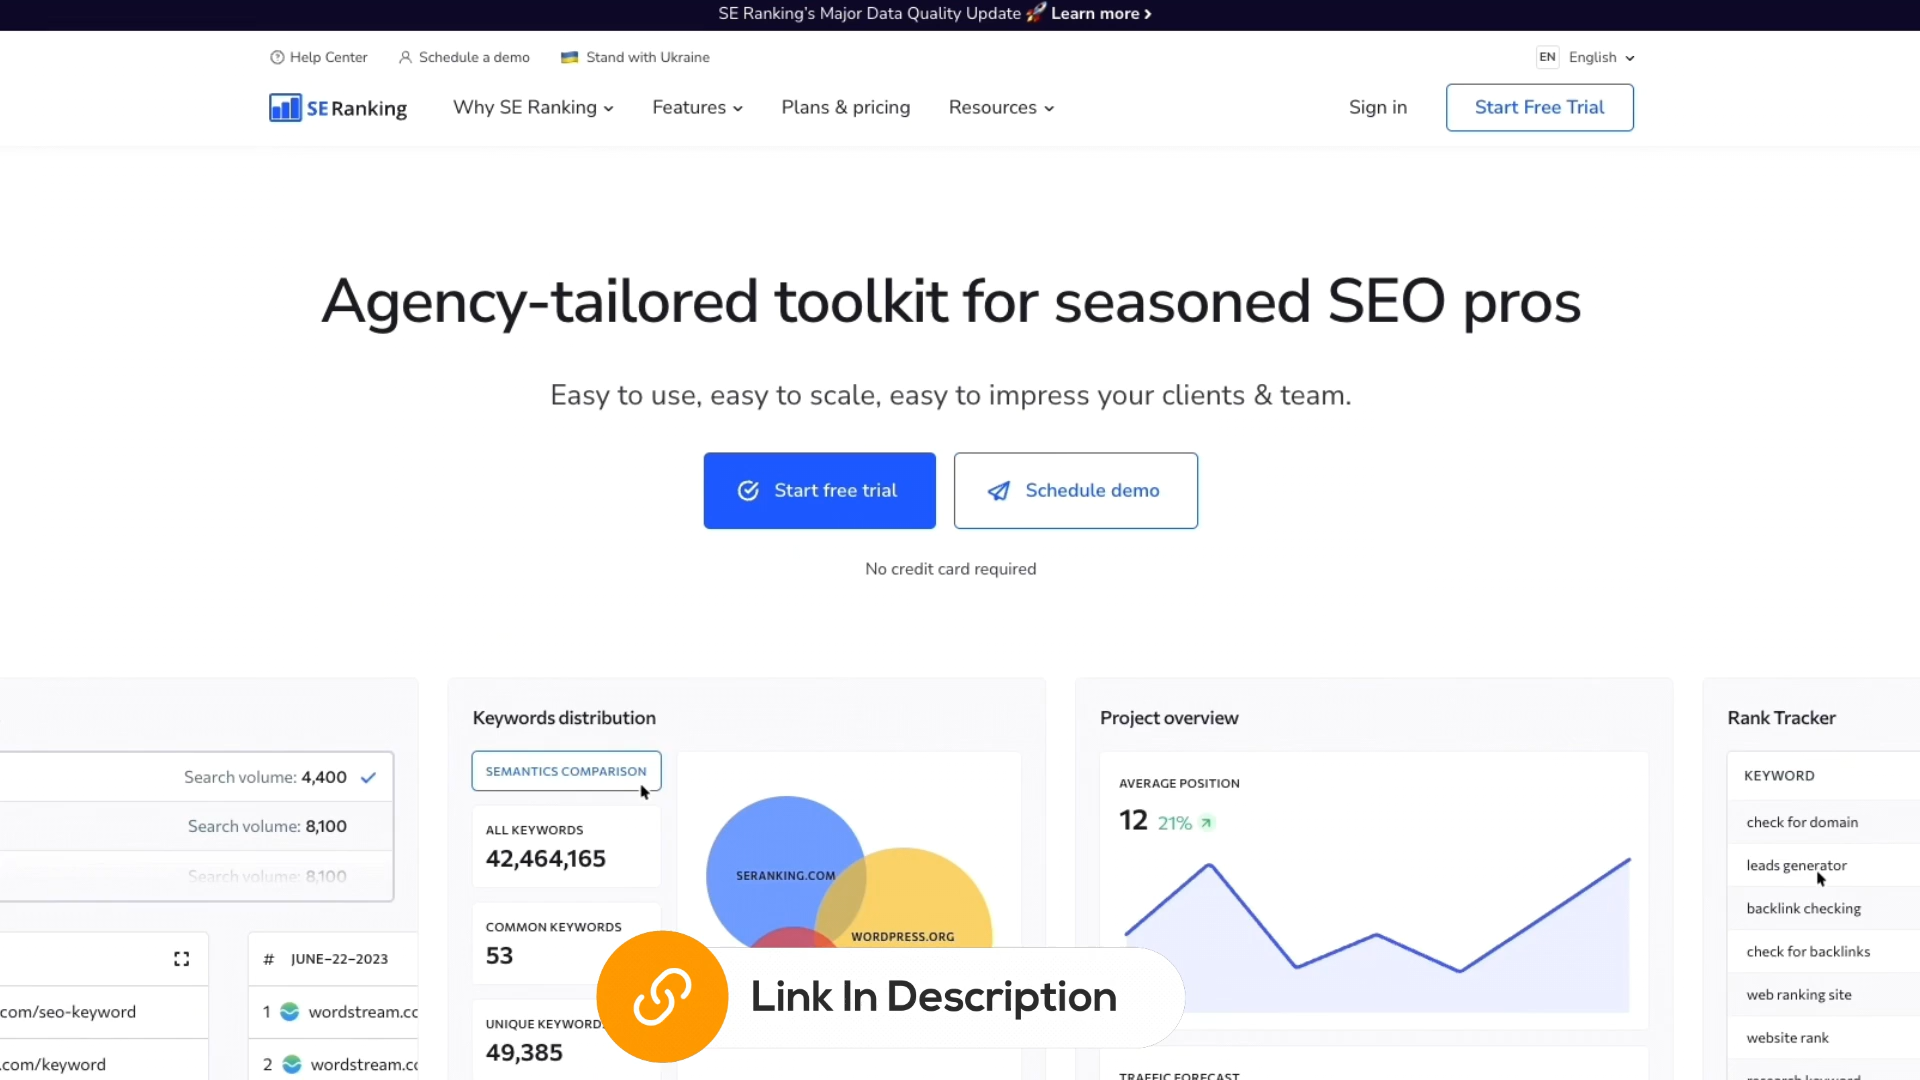 SE Ranking's Major Data Quality Update 🚀 Learn more
Help Center
Schedule a demo
Stand with Ukraine
EN
English
SE Ranking
Why SE Ranking
Features
Plans & pricing
Resources
Sign in
Start Free Trial
Agency-tailored toolkit for seasoned SEO pros
Easy to use, easy to scale, easy to impress your clients & team.
Start free trial
Schedule demo
No credit card required
Search volume: 4,400
Search volume: 8,100
Search volume: 8,100
com/seo-keyword
.com/keyword
# JUNE-22-2023
1 wordstream.cc
2 wordstream.cc
Keywords distribution
SEMANTICS COMPARISON
ALL KEYWORDS
42,464,165
COMMON KEYWORDS
53
UNIQUE KEYWORDS
49,385
SERANKING.COM
WORDPRESS.ORG
Link In Description
Project overview
AVERAGE POSITION
12 21%
TRAFFIC FORECAST
Rank Tracker
KEYWORD
check for domain
leads generator
backlink checking
check for backlinks
web ranking site
website rank